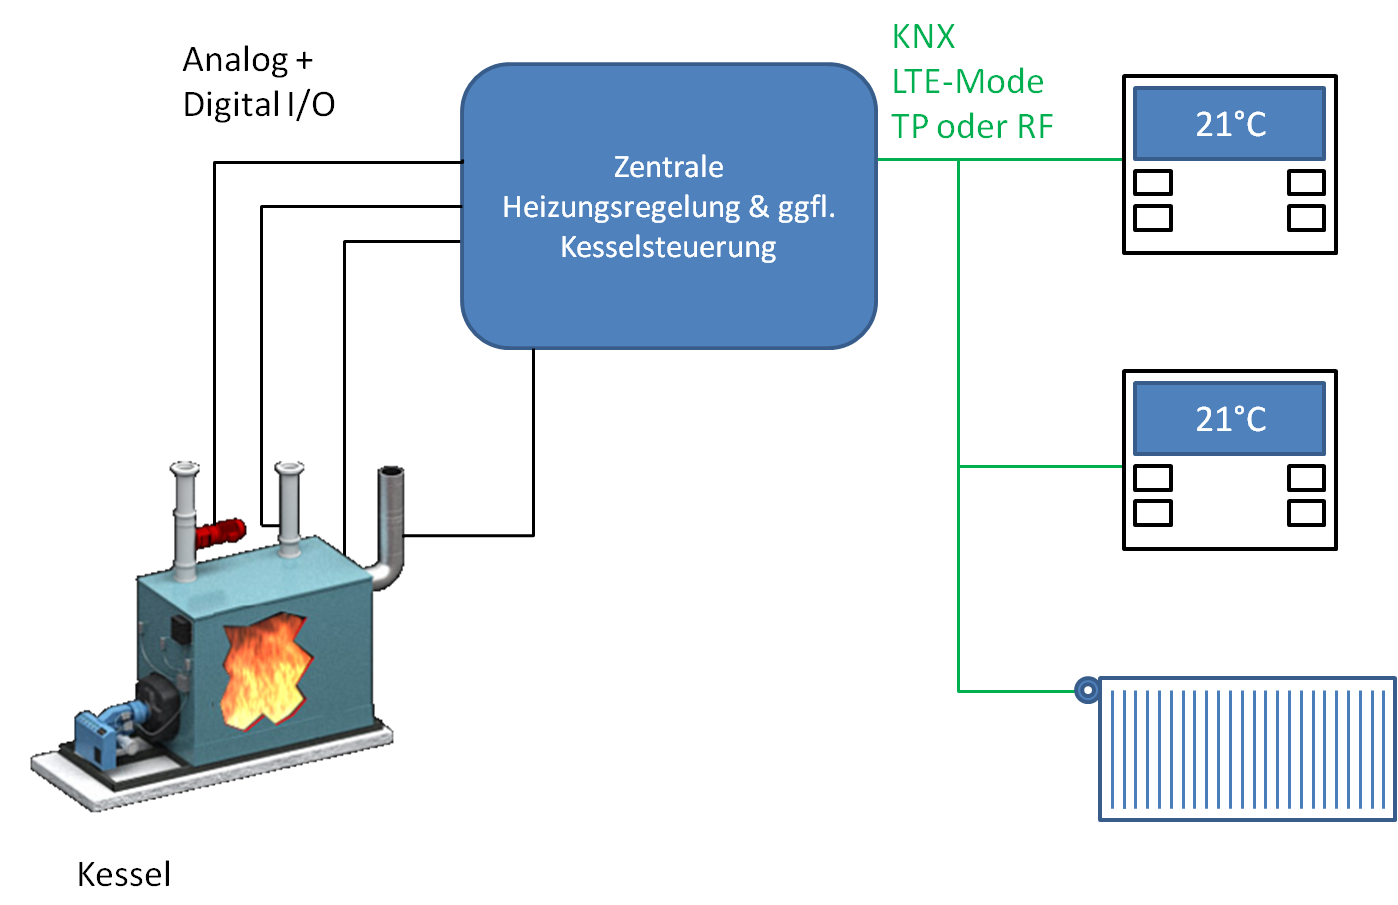 Analog +
Digital I/O
KNX
LTE-Mode
TP oder RF
Zentrale
Heizungsregelung & ggfl.
Kesselsteuerung
21°C
21°C
Kessel